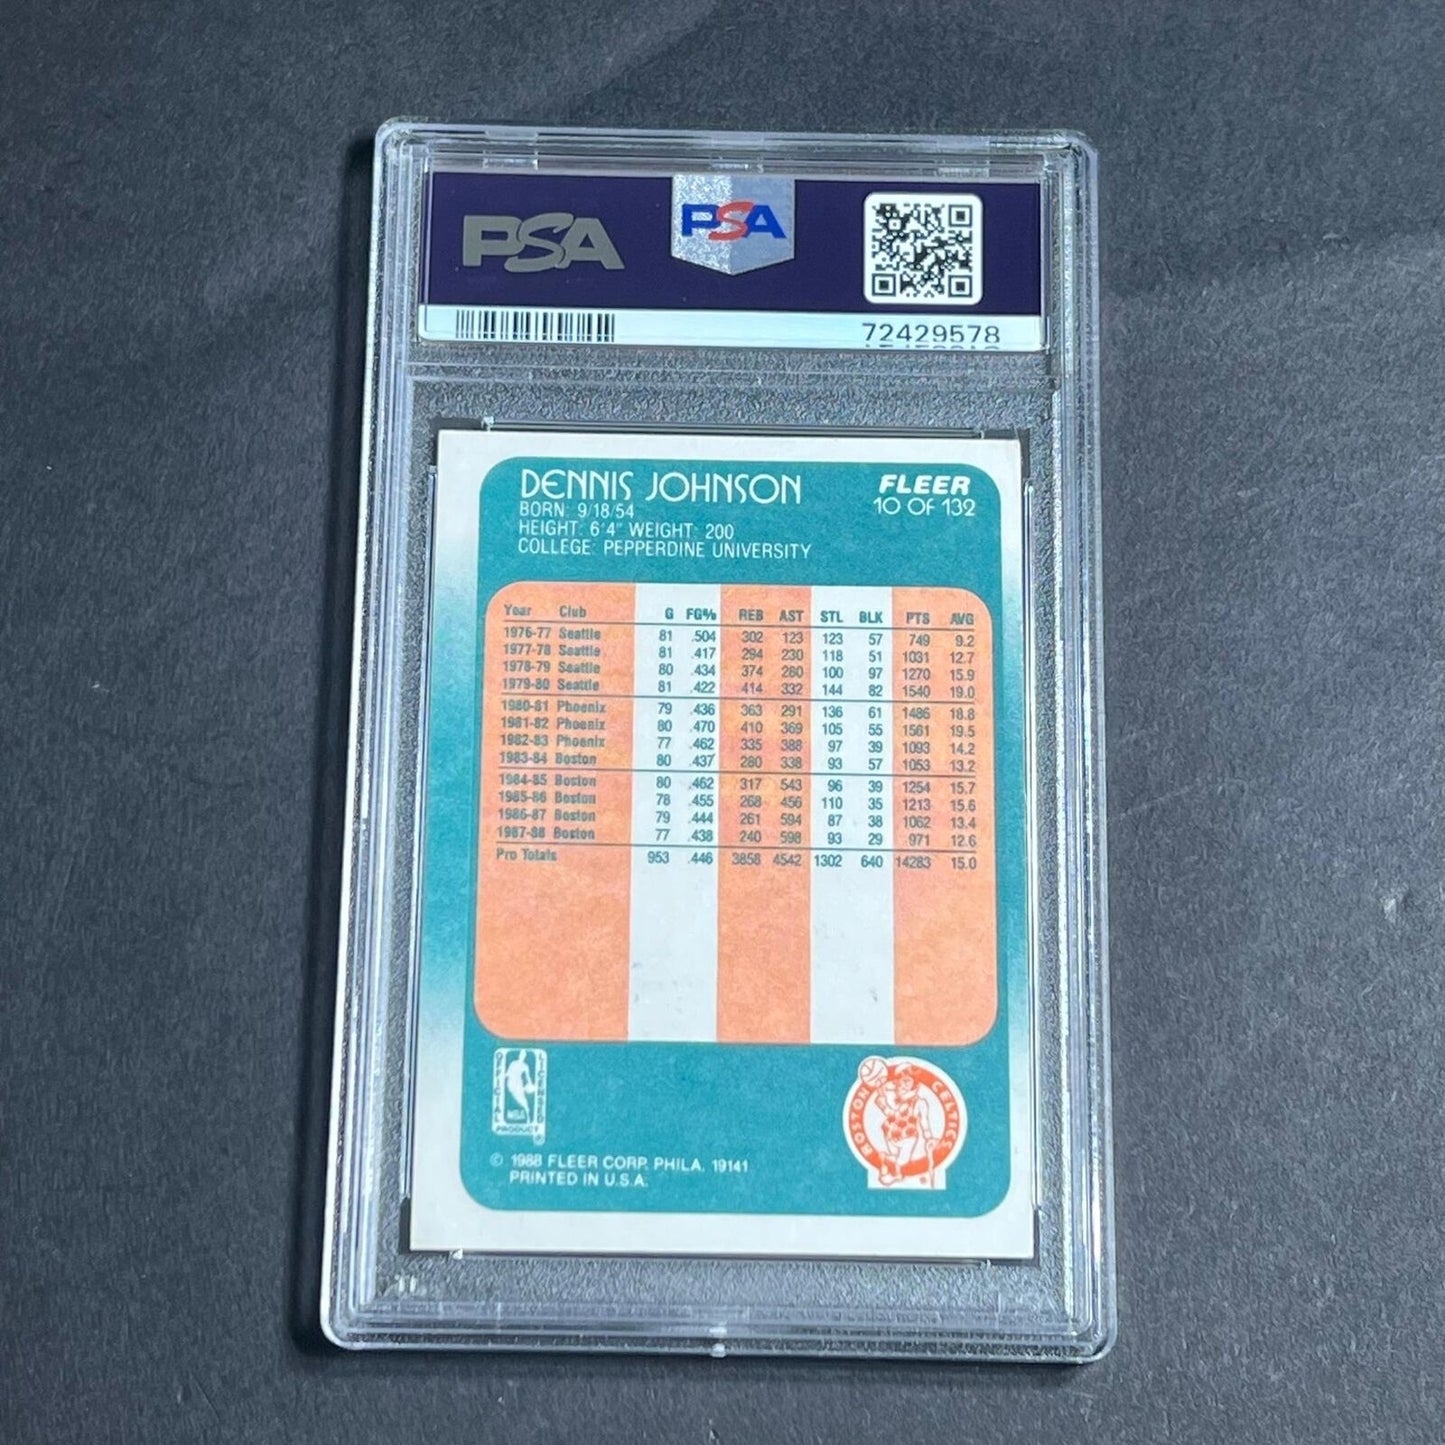 PSA
PSA
72429578
DENNIS JOHNSON
FLEER
10 OF 132
BORN: 9/18/54
HEIGHT: 6'4" WEIGHT: 200
COLLEGE: PEPPERDINE UNIVERSITY
Year Club G FG% REB AST STL BLK PTS AVG
1976-77 Seattle 81 .504 302 123 123 57 749 9.2
1977-78 Seattle 81 .417 294 230 118 51 1031 12.7
1978-79 Seattle 80 .434 374 280 100 97 1270 15.9
1979-80 Seattle 81 .422 414 332 144 82 1540 19.0
1980-81 Phoenix 79 .436 363 291 136 61 1486 18.8
1981-82 Phoenix 80 .470 410 369 105 55 1561 19.5
1982-83 Phoenix 77 .462 335 388 97 39 1093 14.2
1983-84 Boston 80 .437 280 338 93 57 1053 13.2
1984-85 Boston 80 .462 317 543 96 39 1254 15.7
1985-86 Boston 78 .455 268 456 110 35 1213 15.6
1986-87 Boston 79 .444 261 594 87 38 1062 13.4
1987-88 Boston 77 .438 240 598 93 29 971 12.6
Pro Totals 953 .446 3858 4542 1302 640 14283 15.0
OFFICIAL LICENSED
NBA
PRODUCT ®
BOSTON CELTICS
© 1988 FLEER CORP. PHILA. 19141
PRINTED IN U.S.A.